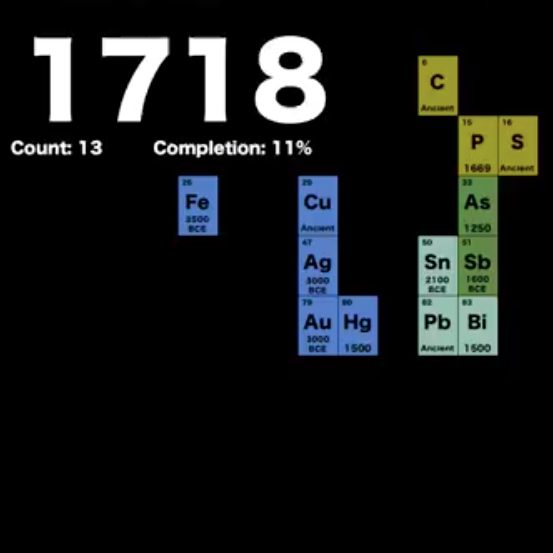 1718
Count: 13 Completion: 11%
6
C
Ancient
15 16
P S
1669 Ancient
26 29 33
Fe Cu As
2500 BCE Ancient 1250
47 50 51
Ag Sn Sb
3000 BCE 2100 BCE 1600 BCE
79 80 82 83
Au Hg Pb Bi
3000 BCE 1500 Ancient 1500